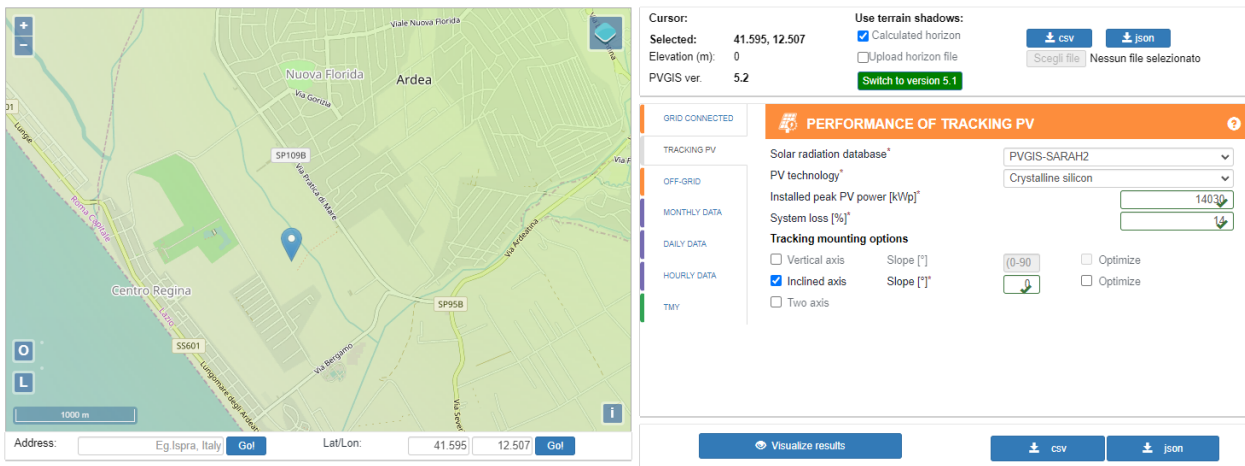 +
−
Viale Nuova Florida
Nuova Florida
Ardea
Via Gorizia
01
Lungo
SP109B
Via Pratica di Mare
Roma Capitale
Via Ardeatina
Centro Regina
Lazio
SP95B
SS601
Via Bergamo
Lungomare degli Ardeatini
Via Seve
O
L
1000 m
i
Address:
Eg.Ispra, Italy
Go!
Lat/Lon:
41.595
12.507
Go!
Cursor:
Use terrain shadows:
Selected: 41.595, 12.507
Calculated horizon
csv
json
Elevation (m): 0
Upload horizon file
Scegli file Nessun file selezionato
PVGIS ver. 5.2
Switch to version 5.1
GRID CONNECTED
TRACKING PV
OFF-GRID
MONTHLY DATA
DAILY DATA
HOURLY DATA
TMY
PERFORMANCE OF TRACKING PV
?
Solar radiation database* PVGIS-SARAH2
PV technology* Crystalline silicon
Installed peak PV power [kWp]* 14030
System loss [%]* 14
Tracking mounting options
Vertical axis Slope [°] (0-90 Optimize
Inclined axis Slope [°]* 0 Optimize
Two axis
Visualize results
csv
json